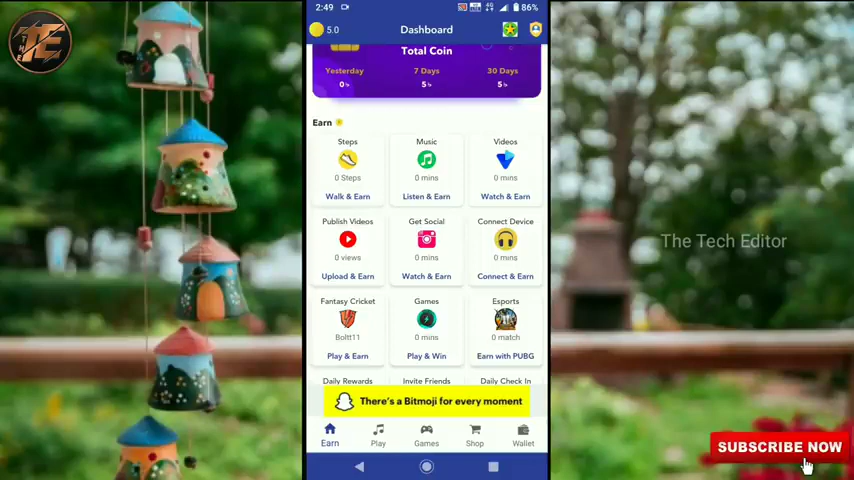 2:49
86%
5.0
Dashboard
Total Coin
Yesterday
7 Days
30 Days
0
5
5
Earn
Steps
Music
Videos
0 Steps
0 mins
0 mins
Walk & Earn
Listen & Earn
Watch & Earn
Publish Videos
Get Social
Connect Device
0 views
0 mins
0 mins
Upload & Earn
Watch & Earn
Connect & Earn
Fantasy Cricket
Games
Esports
Boltt11
0 mins
0 match
Play & Earn
Play & Win
Earn with PUBG
Daily Rewards
Invite Friends
Daily Check In
There's a Bitmoji for every moment
Earn
Play
Games
Shop
Wallet
The Tech Editor
SUBSCRIBE NOW